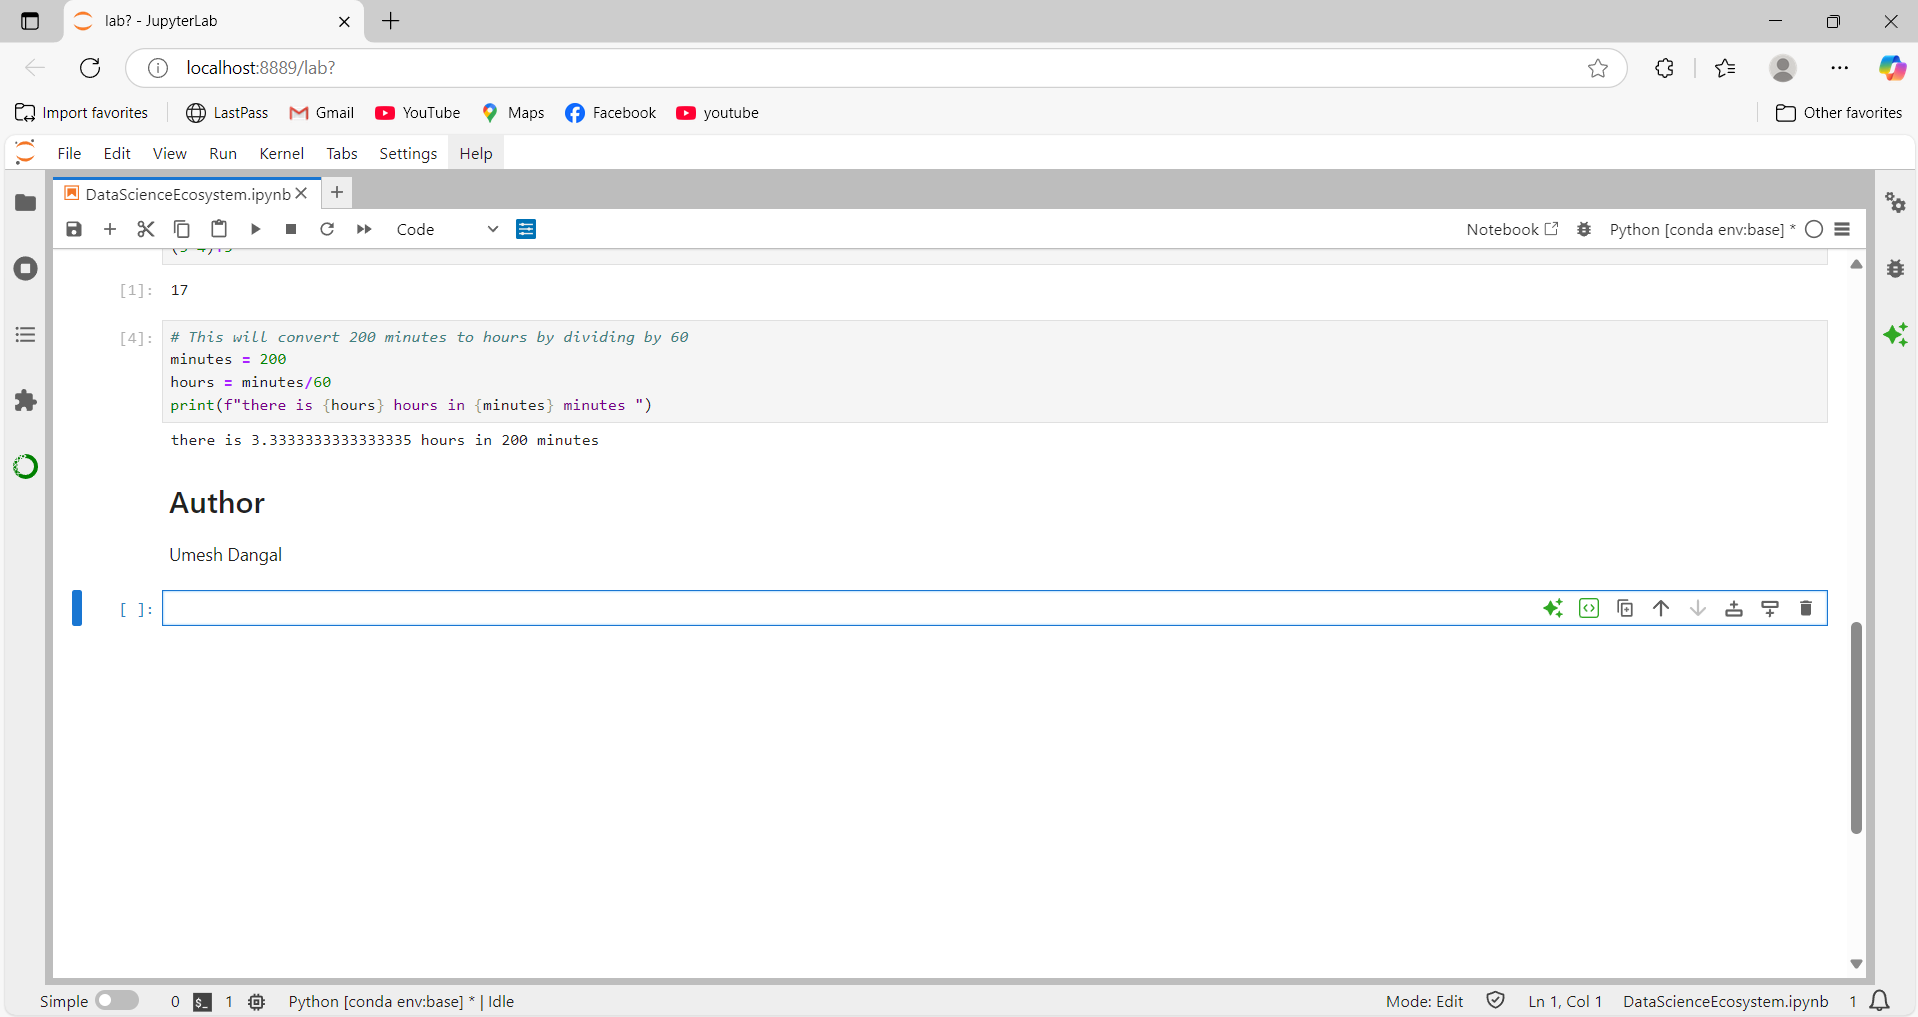 lab? - JupyterLab
localhost:8889/lab?
Import favorites LastPass Gmail YouTube Maps Facebook youtube Other favorites
File Edit View Run Kernel Tabs Settings Help
DataScienceEcosystem.ipynb
Code Notebook Python [conda env:base] *
[1]: 17
[4]: # This will convert 200 minutes to hours by dividing by 60
minutes = 200
hours = minutes/60
print(f"there is {hours} hours in {minutes} minutes ")
there is 3.3333333333333335 hours in 200 minutes
Author
Umesh Dangal
[ ]:
Simple 0 $_ 1 Python [conda env:base] * | Idle Mode: Edit Ln 1, Col 1 DataScienceEcosystem.ipynb 1